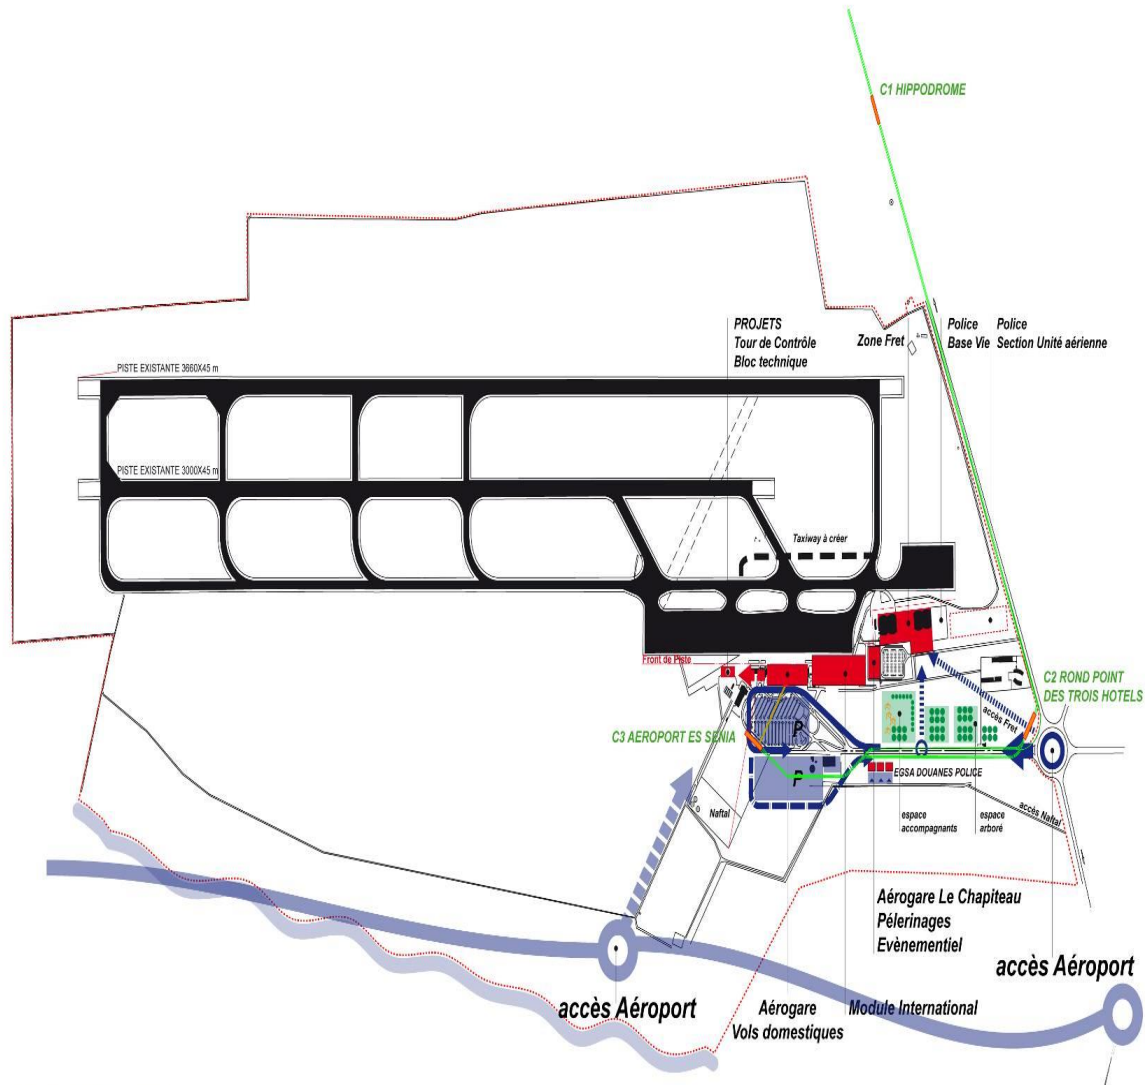 C1 HIPPODROME
PROJETS
Tour de Contrôle
Bloc technique
Zone Fret
Police
Base Vie
Police
Section Unité aérienne
PISTE EXISTANTE 3660X45 m
PISTE EXISTANTE 3000X45 m
Taxiway à créer
Front de Piste
C2 ROND POINT
DES TROIS HOTELS
accès Fret
C3 AEROPORT ES SENIA
P
P
EGSA DOUANES POLICE
Naftal
accès Naftal
espace
accompagnants
espace
arboré
Aérogare Le Chapiteau
Pélerinages
Evènementiel
accès Aéroport
accès Aéroport
Aérogare
Vols domestiques
Module International